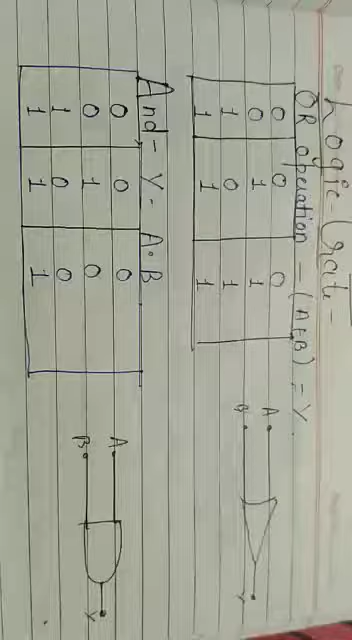 Logic Gate -
OR operation - (A+B) = Y
0 0 0
0 1 1
1 0 1
1 1 1
A
B
Y
And - Y = A.B
0 0 0
0 1 0
1 0 0
1 1 1
A
B
Y